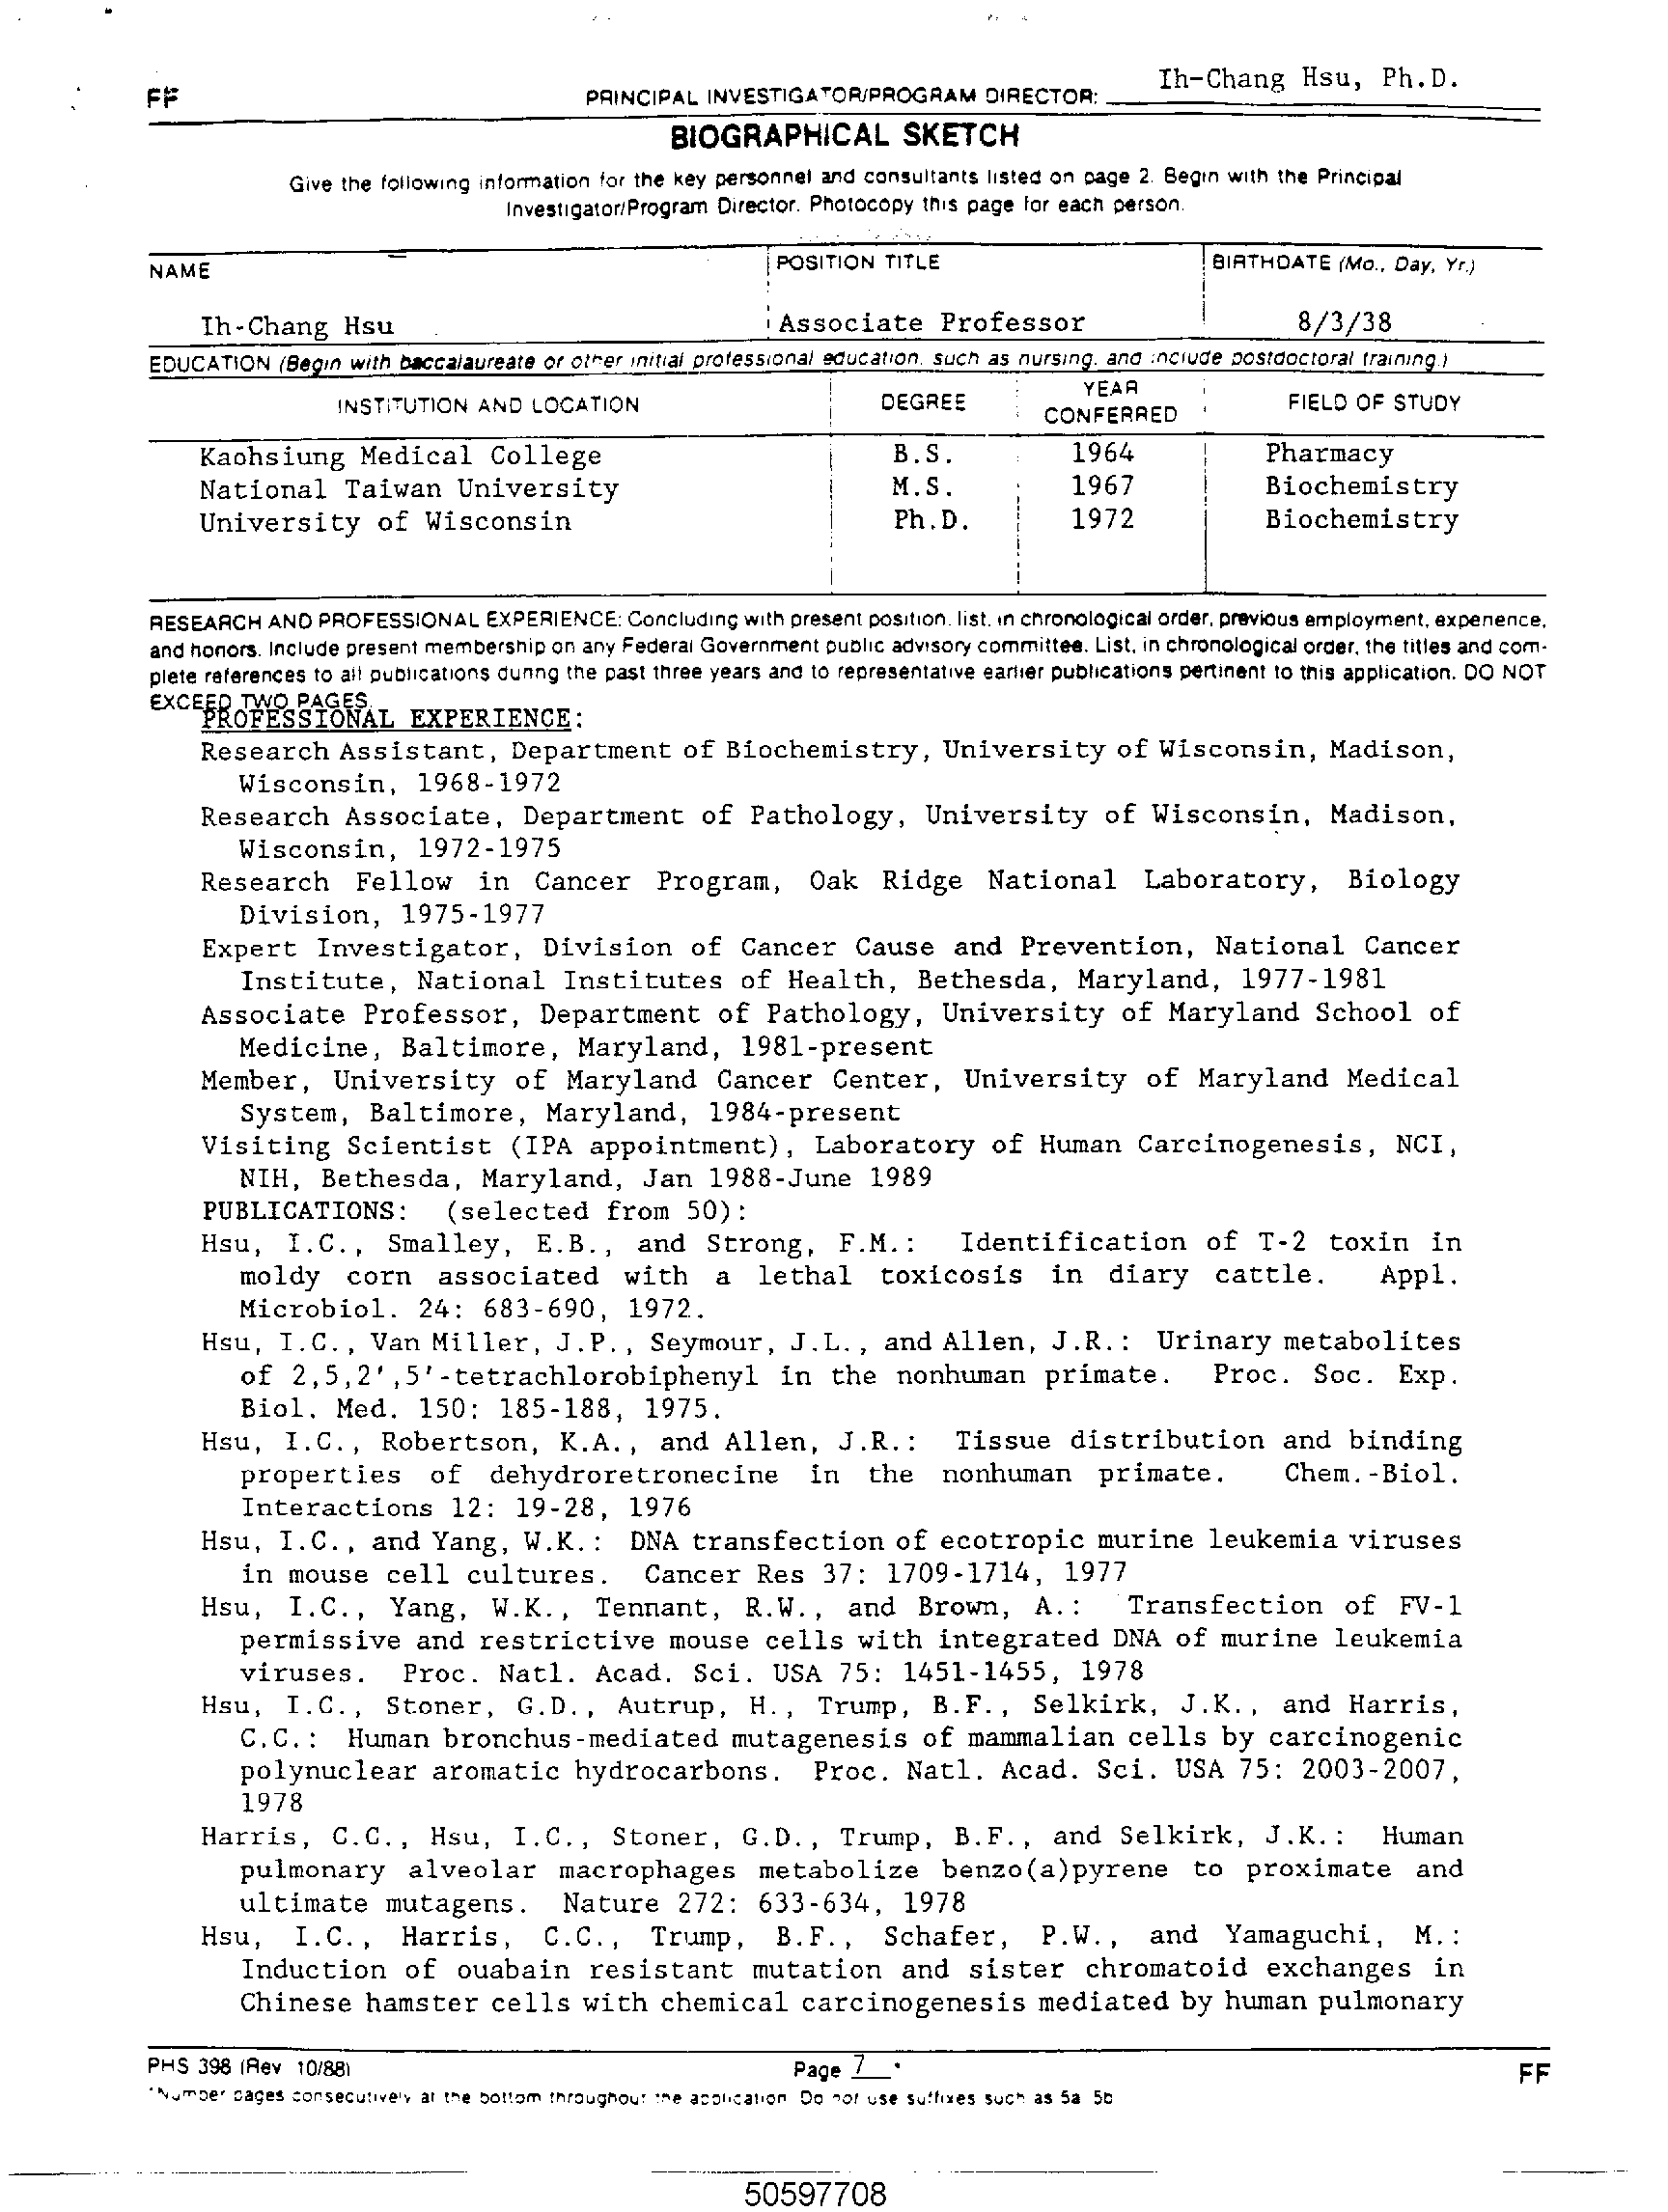 Ih-Chang Hsu, Ph.D.
FF PRINCIPAL INVESTIGATOR/PROGRAM DIRECTOR:
BIOGRAPHICAL SKETCH
Give the following information for the key personnel and consultants listed on page 2. Begin with the Principal
Investigator/Program Director. Photocopy this page for each person.
NAME POSITION TITLE BIRTHDATE (Mo., Day, Yr.)
Ih-Chang Hsu Associate Professor 8/3/38
EDUCATION (Begin with baccalaureate or other initial professional education, such as nursing, and include postdoctoral training.)
INSTITUTION AND LOCATION DEGREE YEAR CONFERRED FIELD OF STUDY
Kaohsiung Medical College B.S. 1964 Pharmacy
National Taiwan University M.S. 1967 Biochemistry
University of Wisconsin Ph.D. 1972 Biochemistry
RESEARCH AND PROFESSIONAL EXPERIENCE: Concluding with present position, list, in chronological order, previous employment, experience,
and honors. Include present membership on any Federal Government public advisory committee. List, in chronological order, the titles and com-
plete references to all publications during the past three years and to representative earlier publications pertinent to this application. DO NOT
EXCEED TWO PAGES.
PROFESSIONAL EXPERIENCE:
Research Assistant, Department of Biochemistry, University of Wisconsin, Madison,
Wisconsin, 1968-1972
Research Associate, Department of Pathology, University of Wisconsin, Madison,
Wisconsin, 1972-1975
Research Fellow in Cancer Program, Oak Ridge National Laboratory, Biology
Division, 1975-1977
Expert Investigator, Division of Cancer Cause and Prevention, National Cancer
Institute, National Institutes of Health, Bethesda, Maryland, 1977-1981
Associate Professor, Department of Pathology, University of Maryland School of
Medicine, Baltimore, Maryland, 1981-present
Member, University of Maryland Cancer Center, University of Maryland Medical
System, Baltimore, Maryland, 1984-present
Visiting Scientist (IPA appointment), Laboratory of Human Carcinogenesis, NCI,
NIH, Bethesda, Maryland, Jan 1988-June 1989
PUBLICATIONS: (selected from 50):
Hsu, I.C., Smalley, E.B., and Strong, F.M.: Identification of T-2 toxin in
moldy corn associated with a lethal toxicosis in diary cattle. Appl.
Microbiol. 24: 683-690, 1972.
Hsu, I.C., Van Miller, J.P., Seymour, J.L., and Allen, J.R.: Urinary metabolites
of 2,5,2',5'-tetrachlorobiphenyl in the nonhuman primate. Proc. Soc. Exp.
Biol. Med. 150: 185-188, 1975.
Hsu, I.C., Robertson, K.A., and Allen, J.R.: Tissue distribution and binding
properties of dehydroretronecine in the nonhuman primate. Chem.-Biol.
Interactions 12: 19-28, 1976
Hsu, I.C., and Yang, W.K.: DNA transfection of ecotropic murine leukemia viruses
in mouse cell cultures. Cancer Res 37: 1709-1714, 1977
Hsu, I.C., Yang, W.K., Tennant, R.W., and Brown, A.: Transfection of FV-1
permissive and restrictive mouse cells with integrated DNA of murine leukemia
viruses. Proc. Natl. Acad. Sci. USA 75: 1451-1455, 1978
Hsu, I.C., Stoner, G.D., Autrup, H., Trump, B.F., Selkirk, J.K., and Harris,
C.C.: Human bronchus-mediated mutagenesis of mammalian cells by carcinogenic
polynuclear aromatic hydrocarbons. Proc. Natl. Acad. Sci. USA 75: 2003-2007,
1978
Harris, C.C., Hsu, I.C., Stoner, G.D., Trump, B.F., and Selkirk, J.K.: Human
pulmonary alveolar macrophages metabolize benzo(a)pyrene to proximate and
ultimate mutagens. Nature 272: 633-634, 1978
Hsu, I.C., Harris, C.C., Trump, B.F., Schafer, P.W., and Yamaguchi, M.:
Induction of ouabain resistant mutation and sister chromatoid exchanges in
Chinese hamster cells with chemical carcinogenesis mediated by human pulmonary
PHS 398 (Rev 10/88) Page 7 * FF
*Number pages consecutively at the bottom throughout the application Do not use suffixes such as 5a 5b
50597708